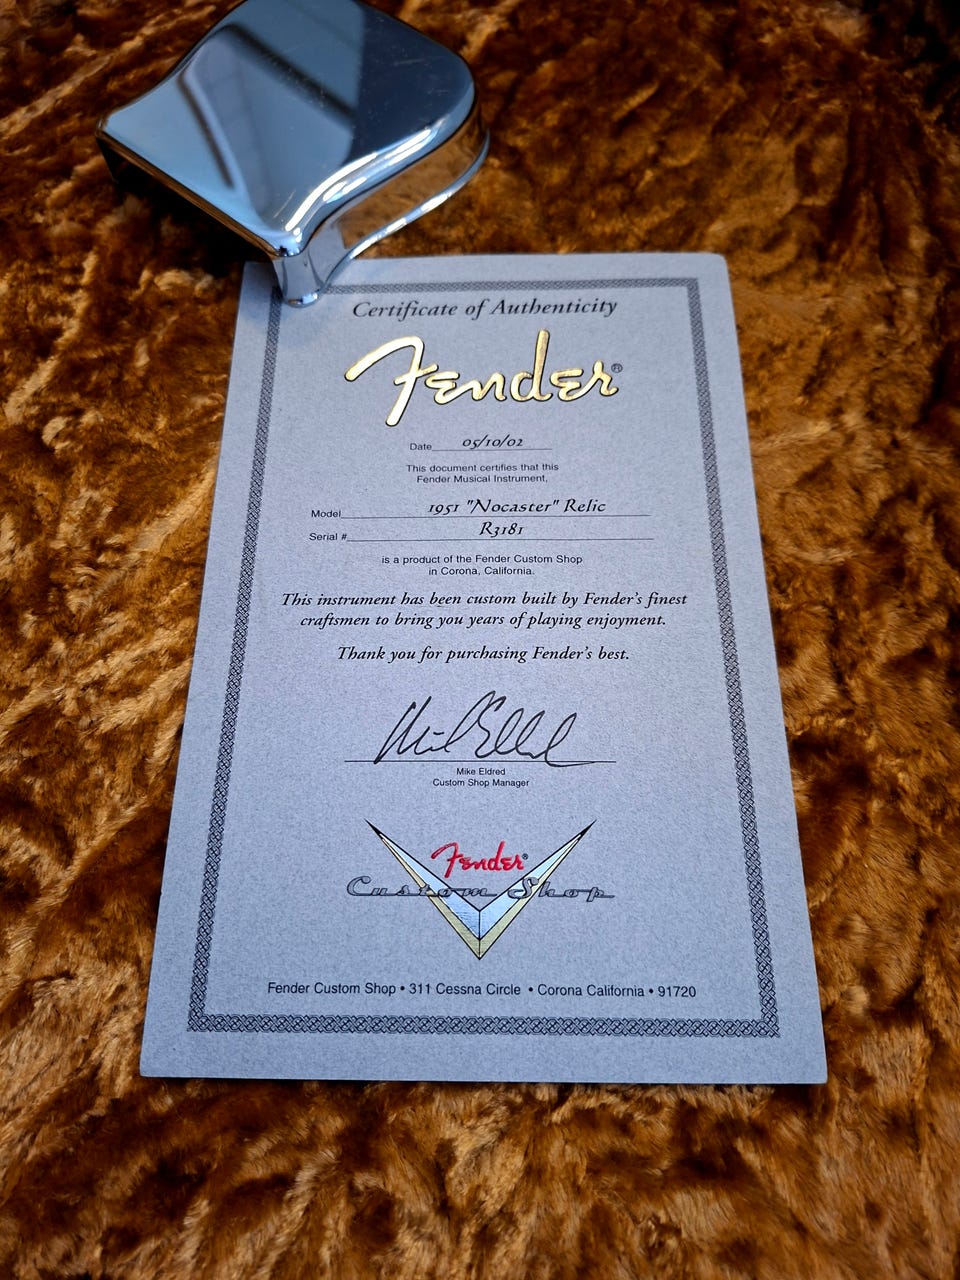 Certificate of Authenticity
Fender®
Date 05/10/02
This document certifies that this
Fender Musical Instrument,
Model 1951 "Nocaster" Relic
Serial # R3181
is a product of the Fender Custom Shop
in Corona, California.
This instrument has been custom built by Fender's finest
craftsmen to bring you years of playing enjoyment.
Thank you for purchasing Fender's best.
Mike Eldred
Mike Eldred
Custom Shop Manager
Fender®
Custom Shop
Fender Custom Shop • 311 Cessna Circle • Corona California • 91720